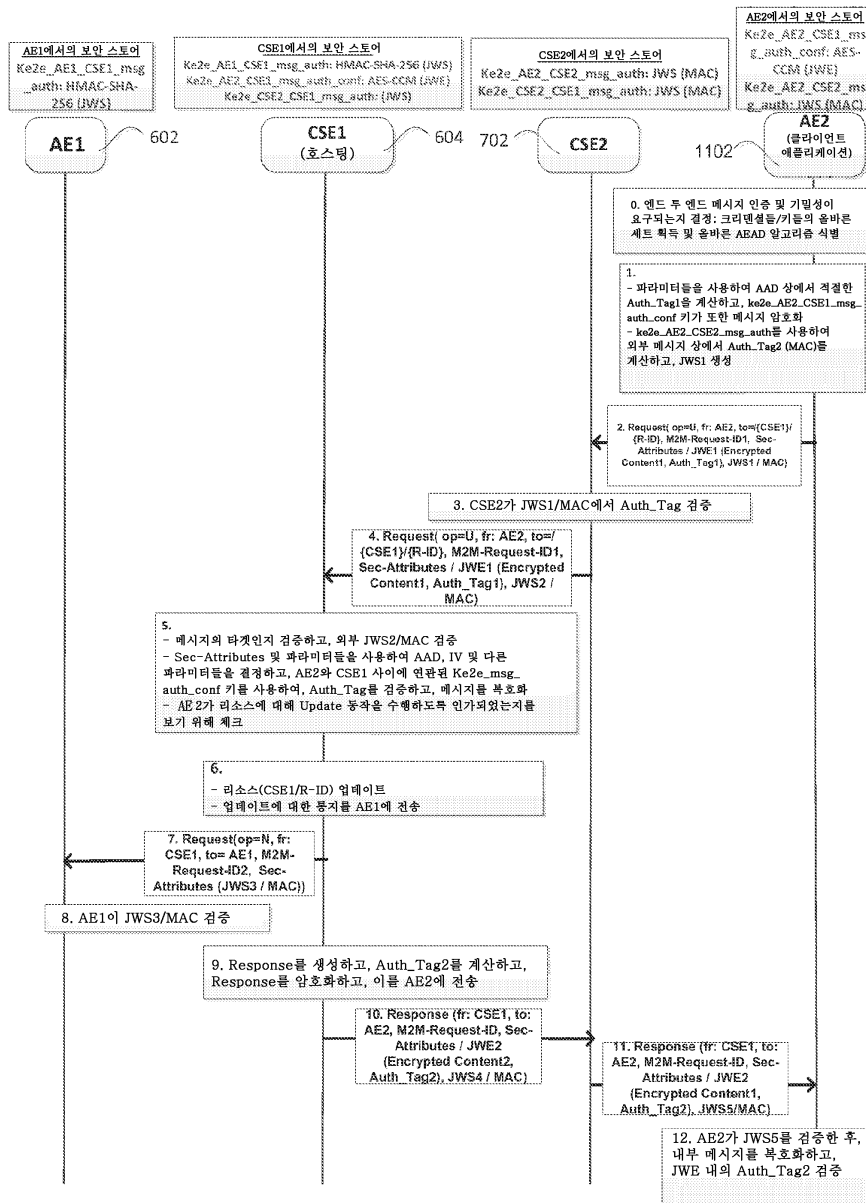 AE1에서의 보안 스토어
Ke2e_AE1_CSE1_msg
_auth: HMAC-SHA-
256 (JWS)
CSE1에서의 보안 스토어
Ke2e_AE1_CSE1_msg_auth: HMAC-SHA-256 (JWS)
Ke2e_AE2_CSE1_msg_auth_conf: AES-CCM (JWE)
Ke2e_CSE2_CSE1_msg_auth: (JWS)
CSE2에서의 보안 스토어
Ke2e_AE2_CSE2_msg_auth: JWS (MAC)
Ke2e_CSE2_CSE1_msg_auth: JWS (MAC)
AE2에서의 보안 스토어
Ke2e_AE2_CSE1_ms
g_auth_conf: AES-
CCM (JWE)
Ke2e_AE2_CSE2_ms
g_auth: JWS (MAC)
AE1
602
CSE1
(호스팅)
604
702
CSE2
1102
AE2
(클라이언트
애플리케이션)
0. 엔드 투 엔드 메시지 인증 및 기밀성이
요구되는지 결정; 크리덴셜들/키들의 올바른
세트 획득 및 올바른 AEAD 알고리즘 식별
1.
- 파라미터들을 사용하여 AAD 상에서 적절한
Auth_Tag1을 계산하고, ke2e_AE2_CSE1_msg_
auth_conf 키가 또한 메시지 암호화
- ke2e_AE2_CSE2_msg_auth를 사용하여
외부 메시지 상에서 Auth_Tag2 (MAC)를
계산하고, JWS1 생성
2. Request( op=U, fr: AE2, to=/{CSE1}/
{R-ID}, M2M-Request-ID1, Sec-
Attributes / JWE1 (Encrypted
Content1, Auth_Tag1), JWS1 / MAC)
3. CSE2가 JWS1/MAC에서 Auth_Tag 검증
4. Request( op=U, fr: AE2, to=/
{CSE1}/{R-ID}, M2M-Request-ID1,
Sec-Attributes / JWE1 (Encrypted
Content1, Auth_Tag1), JWS2 /
MAC)
5.
- 메시지의 타겟인지 검증하고, 외부 JWS2/MAC 검증
- Sec-Attributes 및 파라미터들을 사용하여 AAD, IV 및 다른
파라미터들을 결정하고, AE2와 CSE1 사이에 연관된 Ke2e_msg_
auth_conf 키를 사용하여, Auth_Tag를 검증하고, 메시지를 복호화
- AE2가 리소스에 대해 Update 동작을 수행하도록 인가되었는지를
보기 위해 체크
6.
- 리소스(CSE1/R-ID) 업데이트
- 업데이트에 대한 통지를 AE1에 전송
7. Request(op=N, fr:
CSE1, to= AE1, M2M-
Request-ID2, Sec-
Attributes (JWS3 / MAC))
8. AE1이 JWS3/MAC 검증
9. Response를 생성하고, Auth_Tag2를 계산하고,
Response를 암호화하고, 이를 AE2에 전송
10. Response (fr: CSE1, to:
AE2, M2M-Request-ID, Sec-
Attributes / JWE2
(Encrypted Content2,
Auth_Tag2), JWS4 / MAC)
11. Response (fr: CSE1, to:
AE2, M2M-Request-ID, Sec-
Attributes / JWE2
(Encrypted Content1,
Auth_Tag2), JWS5/MAC)
12. AE2가 JWS5를 검증한 후,
내부 메시지를 복호화하고,
JWE 내의 Auth_Tag2 검증